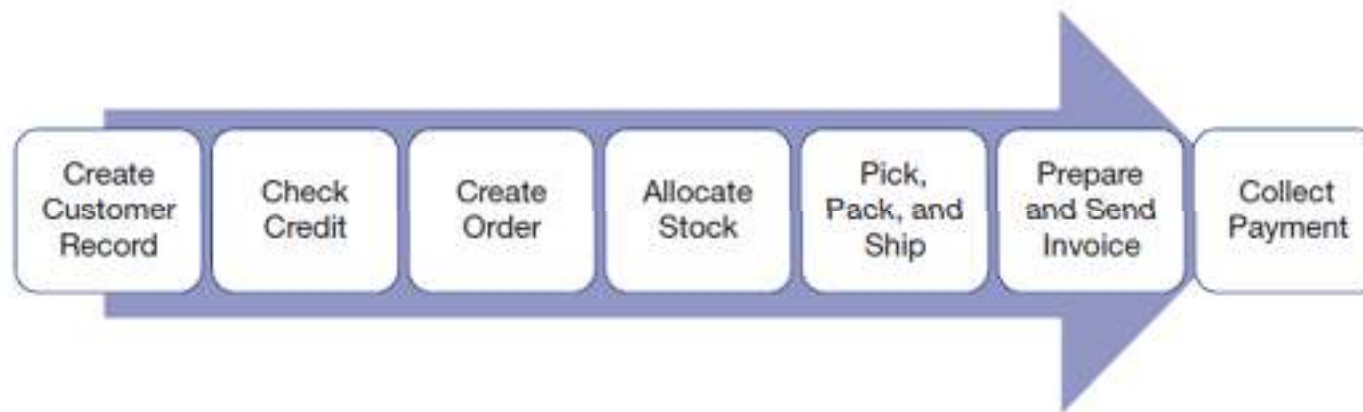 Create
Customer
Record
Check
Credit
Create
Order
Allocate
Stock
Pick,
Pack, and
Ship
Prepare
and Send
Invoice
Collect
Payment